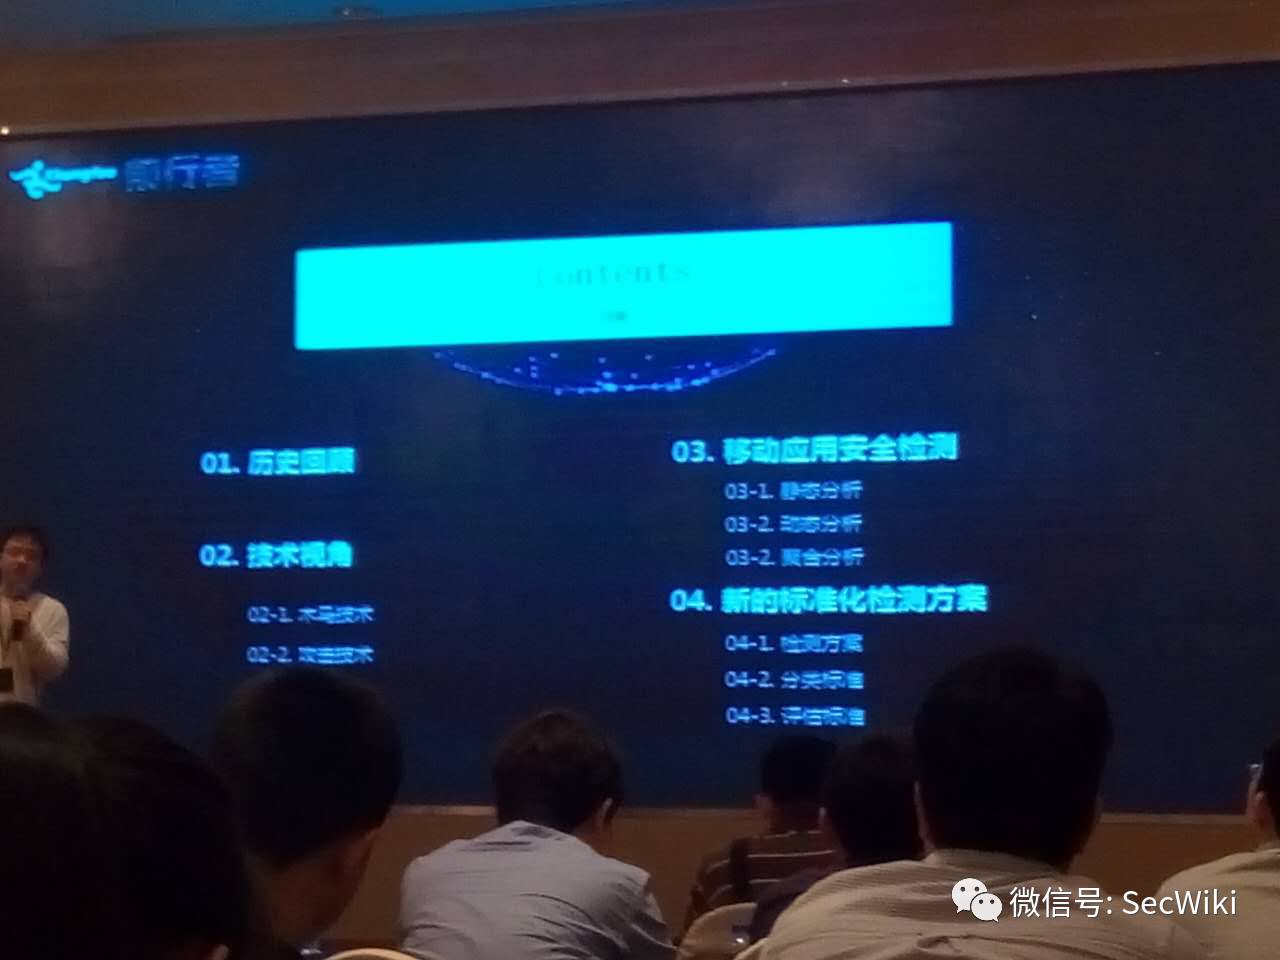 Contents
01. 历史回顾
02. 技术视角
02-1. 木马技术
02-2. 攻击技术
03. 移动应用安全检测
03-1. 静态分析
03-2. 动态分析
03-2. 聚合分析
04. 新的标准化检测方案
04-1. 检测方案
04-2. 分类标准
04-3. 评估标准
微信号: SecWiki